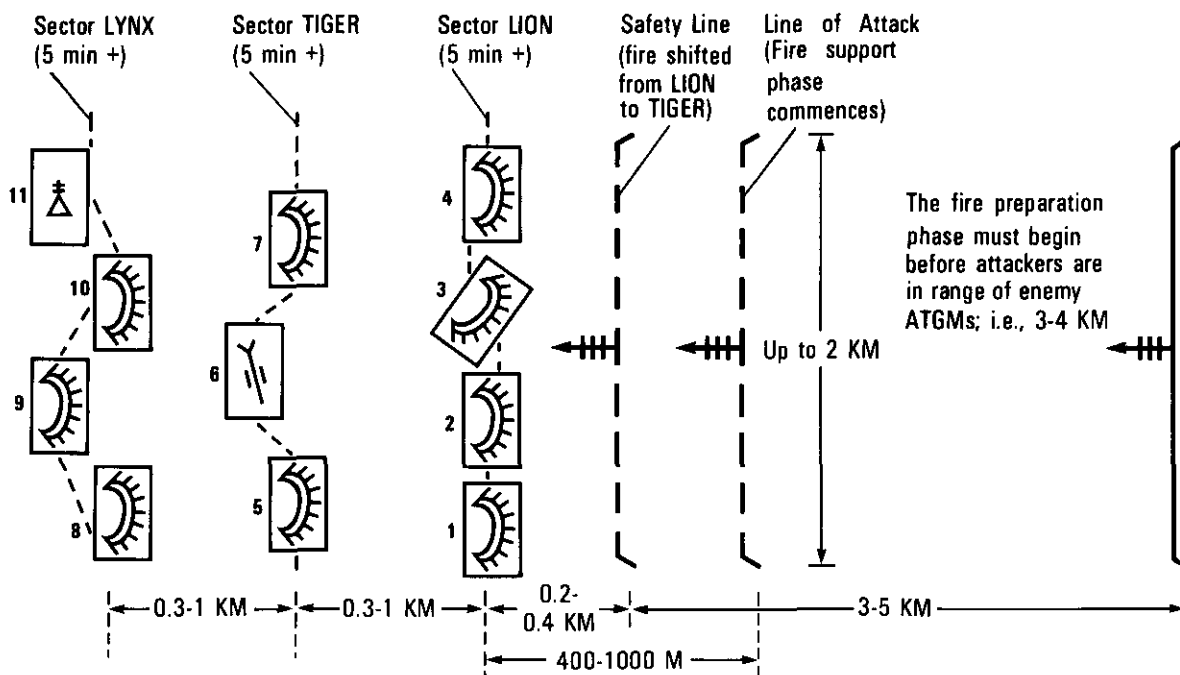 Sector LYNX
(5 min +)
Sector TIGER
(5 min +)
Sector LION
(5 min +)
Safety Line
(fire shifted
from LION
to TIGER)
Line of Attack
(Fire support
phase
commences)
11
10
9
8
7
6
5
4
3
2
1
Up to 2 KM
The fire preparation
phase must begin
before attackers are
in range of enemy
ATGMs; i.e., 3-4 KM
0.3-1 KM
0.3-1 KM
0.2-
0.4 KM
3-5 KM
400-1000 M